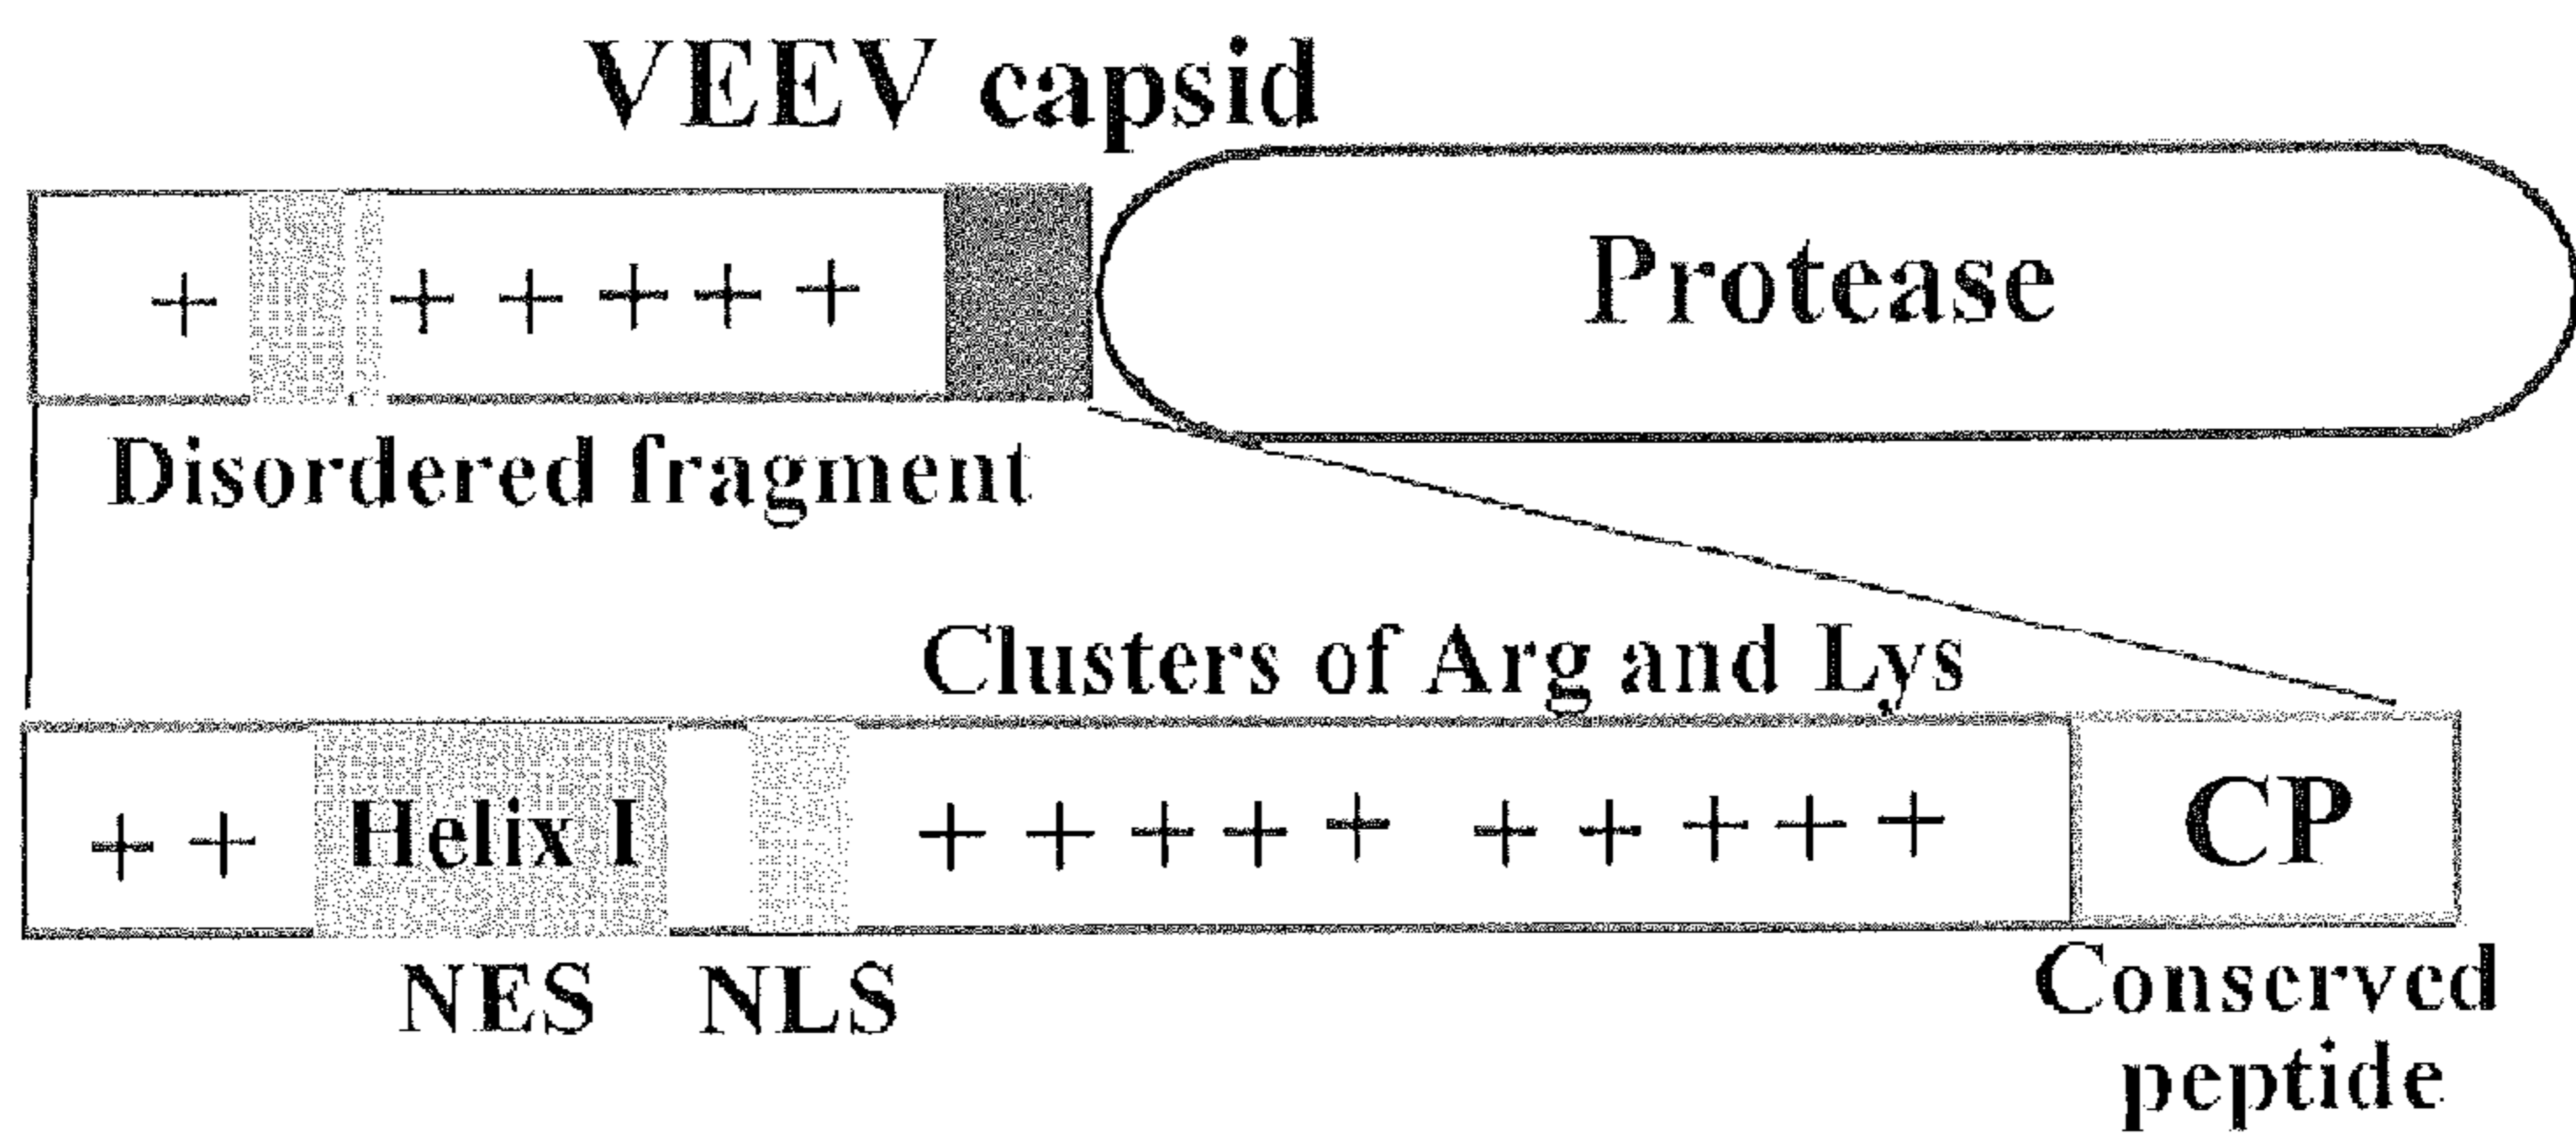 VEEV capsid
+ + + + + +
Protease
Disordered fragment
Clusters of Arg and Lys
+ + Helix I + + + + + + + + + + CP
NES NLS
Conserved
peptide